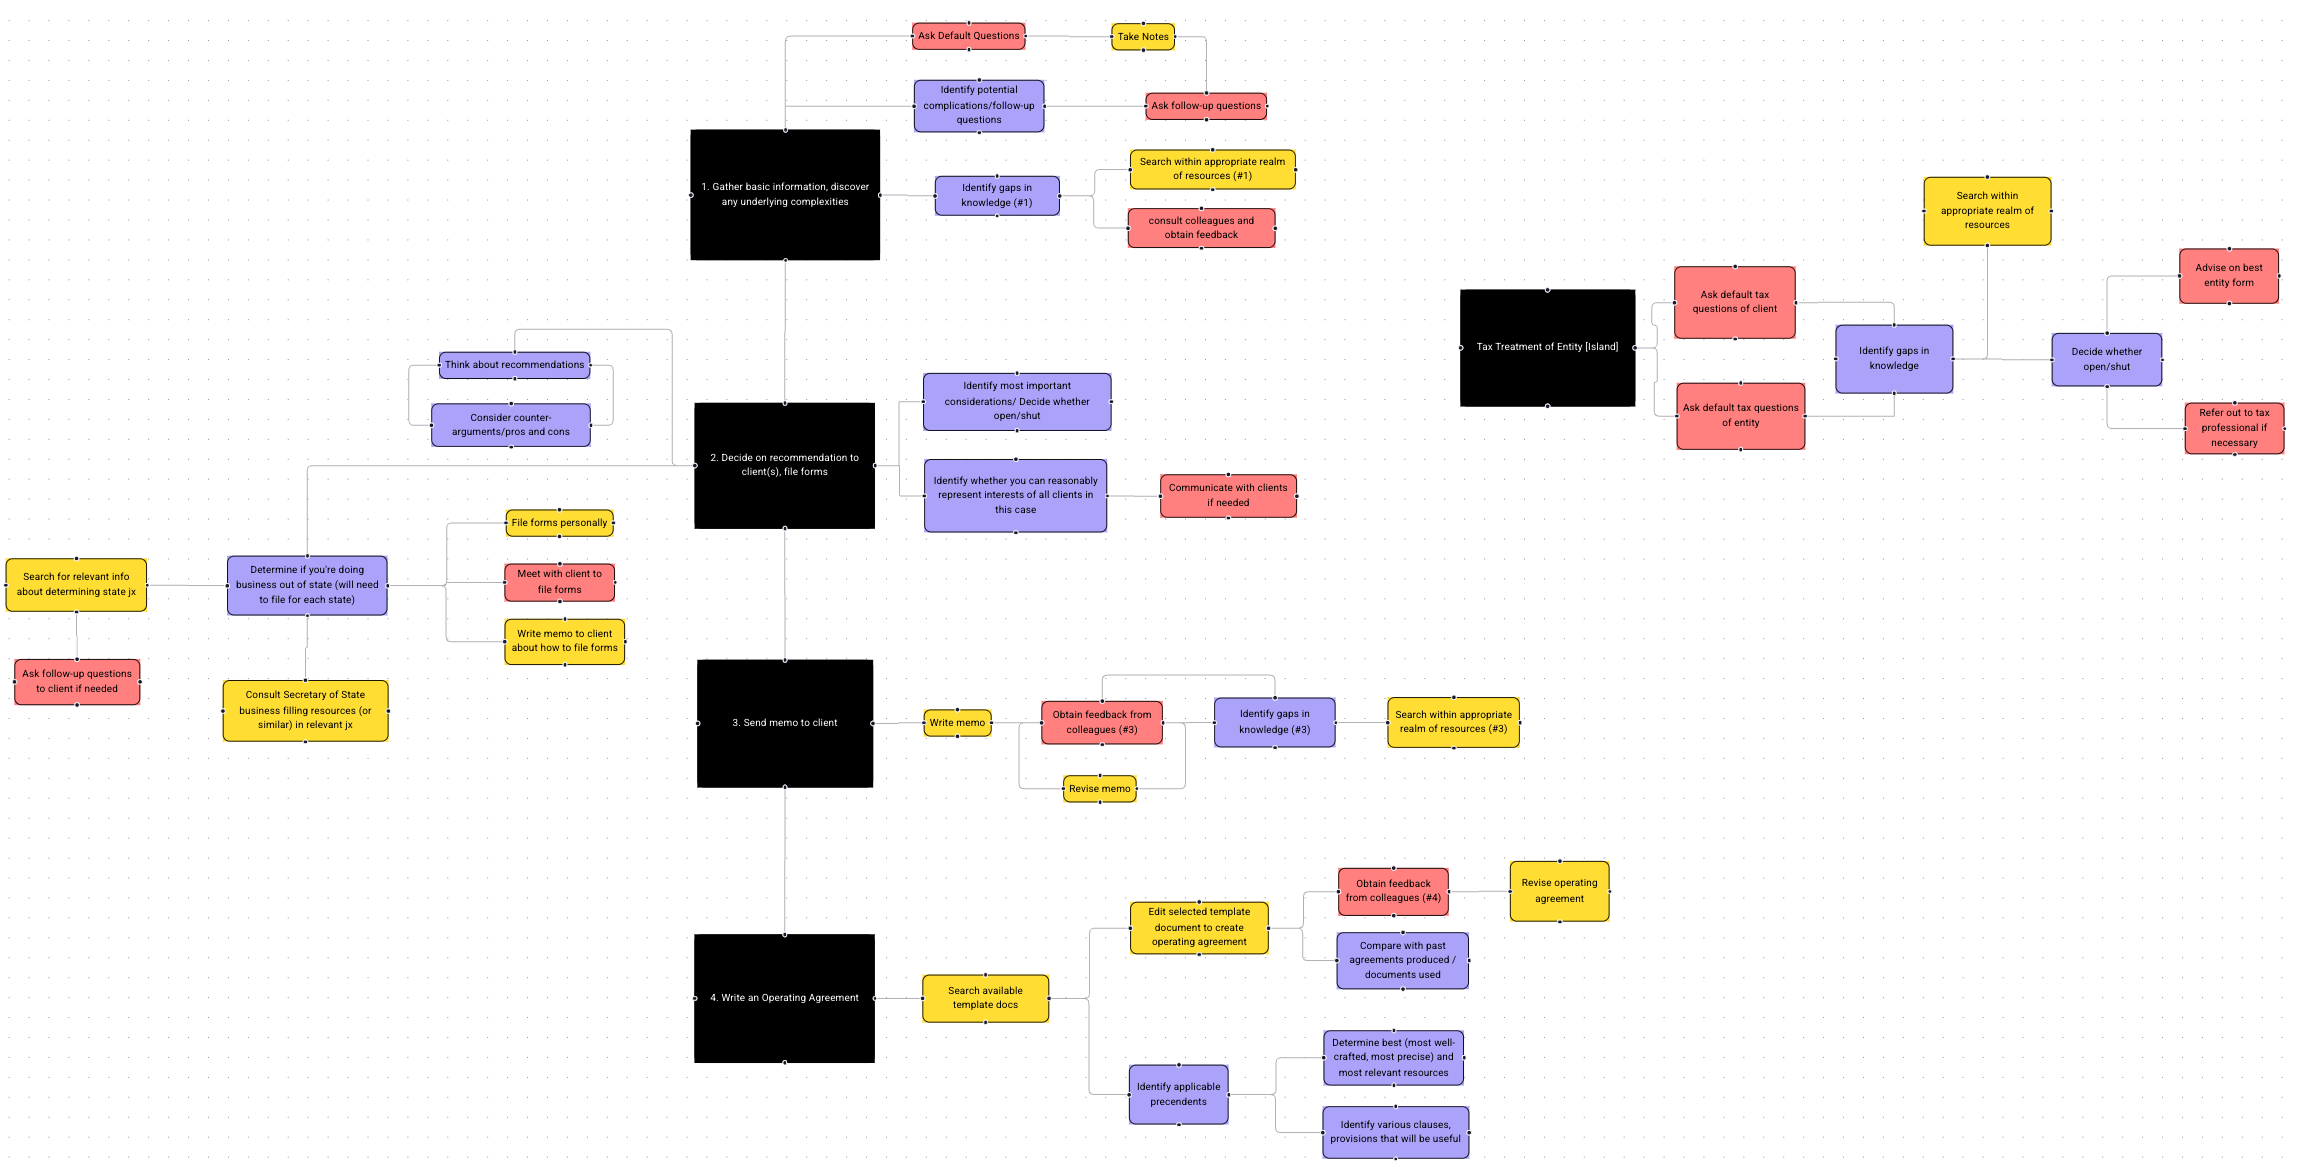 Ask Default Questions
Take Notes
Identify potential
complications/follow-up
questions
Ask follow-up questions
1. Gather basic information, discover
any underlying complexities
Identify gaps in
knowledge (#1)
Search within appropriate realm
of resources (#1)
consult colleagues and
obtain feedback
Think about recommendations
Consider counter-
arguments/pros and cons
2. Decide on recommendation to
client(s), file forms
Identify most important
considerations/ Decide whether
open/shut
Identify whether you can reasonably
represent interests of all clients in
this case
Communicate with clients
if needed
Search for relevant info
about determining state jx
Ask follow-up questions
to client if needed
Determine if you're doing
business out of state (will need
to file for each state)
Consult Secretary of State
business filling resources (or
similar) in relevant jx
File forms personally
Meet with client to
file forms
Write memo to client
about how to file forms
3. Send memo to client
Write memo
Obtain feedback from
colleagues (#3)
Revise memo
Identify gaps in
knowledge (#3)
Search within appropriate
realm of resources (#3)
4. Write an Operating Agreement
Search available
template docs
Edit selected template
document to create
operating agreement
Obtain feedback
from colleagues (#4)
Revise operating
agreement
Compare with past
agreements produced /
documents used
Identify applicable
precendents
Determine best (most well-
crafted, most precise) and
most relevant resources
Identify various clauses,
provisions that will be useful
Tax Treatment of Entity [Island]
Ask default tax
questions of client
Ask default tax questions
of entity
Identify gaps in
knowledge
Search within
appropriate realm of
resources
Decide whether
open/shut
Advise on best
entity form
Refer out to tax
professional if
necessary